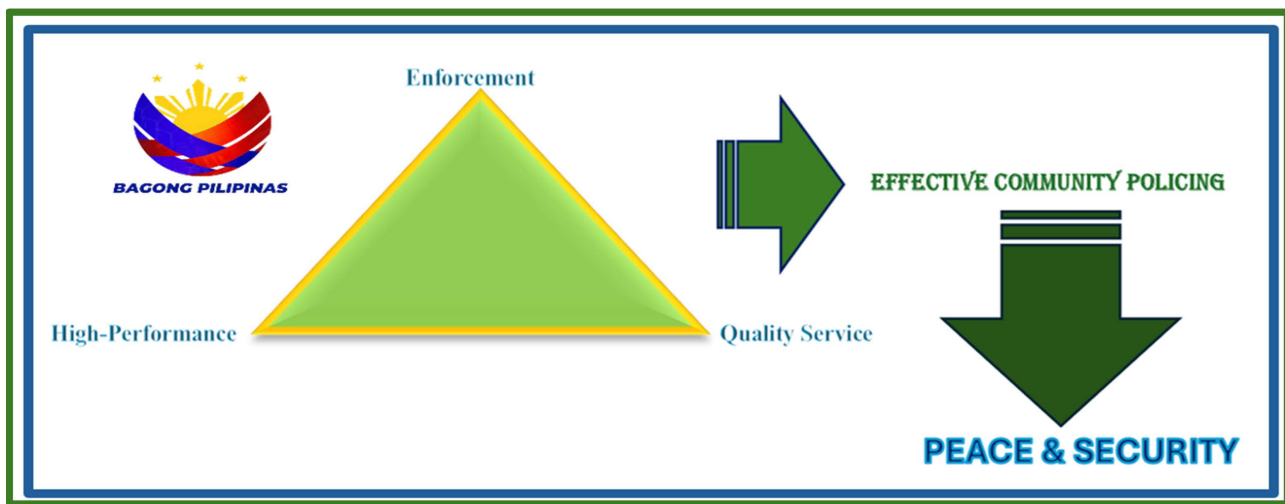 Enforcement
BAGONG PILIPINAS
EFFECTIVE COMMUNITY POLICING
High-Performance
Quality Service
PEACE & SECURITY